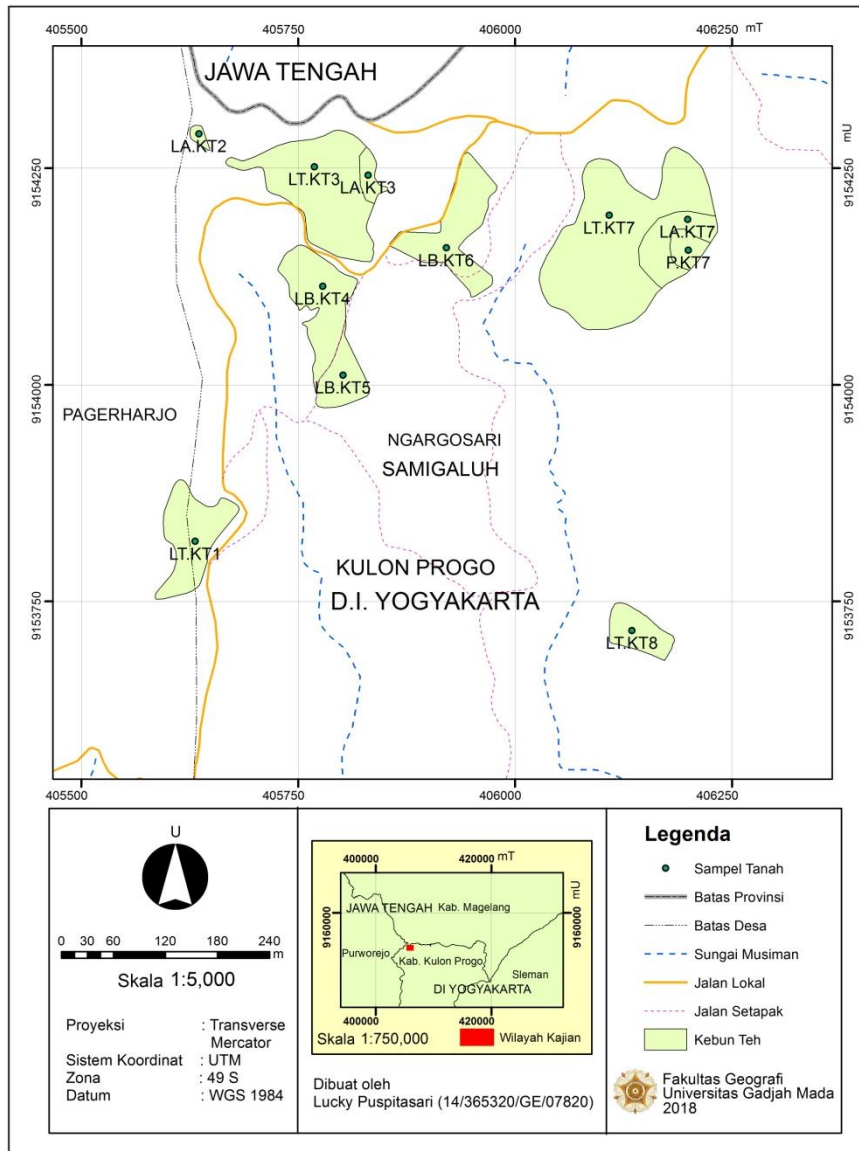 405500 405750 406000 406250 mT
JAWA TENGAH
mU
LA.KT2
9154250
LT.KT3
LA.KT3
9154250
LT.KT7
LA.KT7
LB.KT6
P.KT7
LB.KT4
LB.KT5
9154000
9154000
PAGERHARJO
NGARGOSARI
SAMIGALUH
LT.KT1
KULON PROGO
D.I. YOGYAKARTA
9153750
9153750
LT.KT8
405500 405750 406000 406250
U
0 30 60 120 180 240
m
Skala 1:5,000
Proyeksi : Transverse
Mercator
Sistem Koordinat : UTM
Zona : 49 S
Datum : WGS 1984
400000 420000 mT
mU
9160000
9160000
JAWA TENGAH Kab. Magelang
Purworejo
Kab. Kulon Progo
Sleman
DI YOGYAKARTA
400000 420000
Skala 1:750,000 Wilayah Kajian
Dibuat oleh
Lucky Puspitasari (14/365320/GE/07820)
Legenda
Sampel Tanah
Batas Provinsi
Batas Desa
Sungai Musiman
Jalan Lokal
Jalan Setapak
Kebun Teh
Fakultas Geografi
Universitas Gadjah Mada
2018